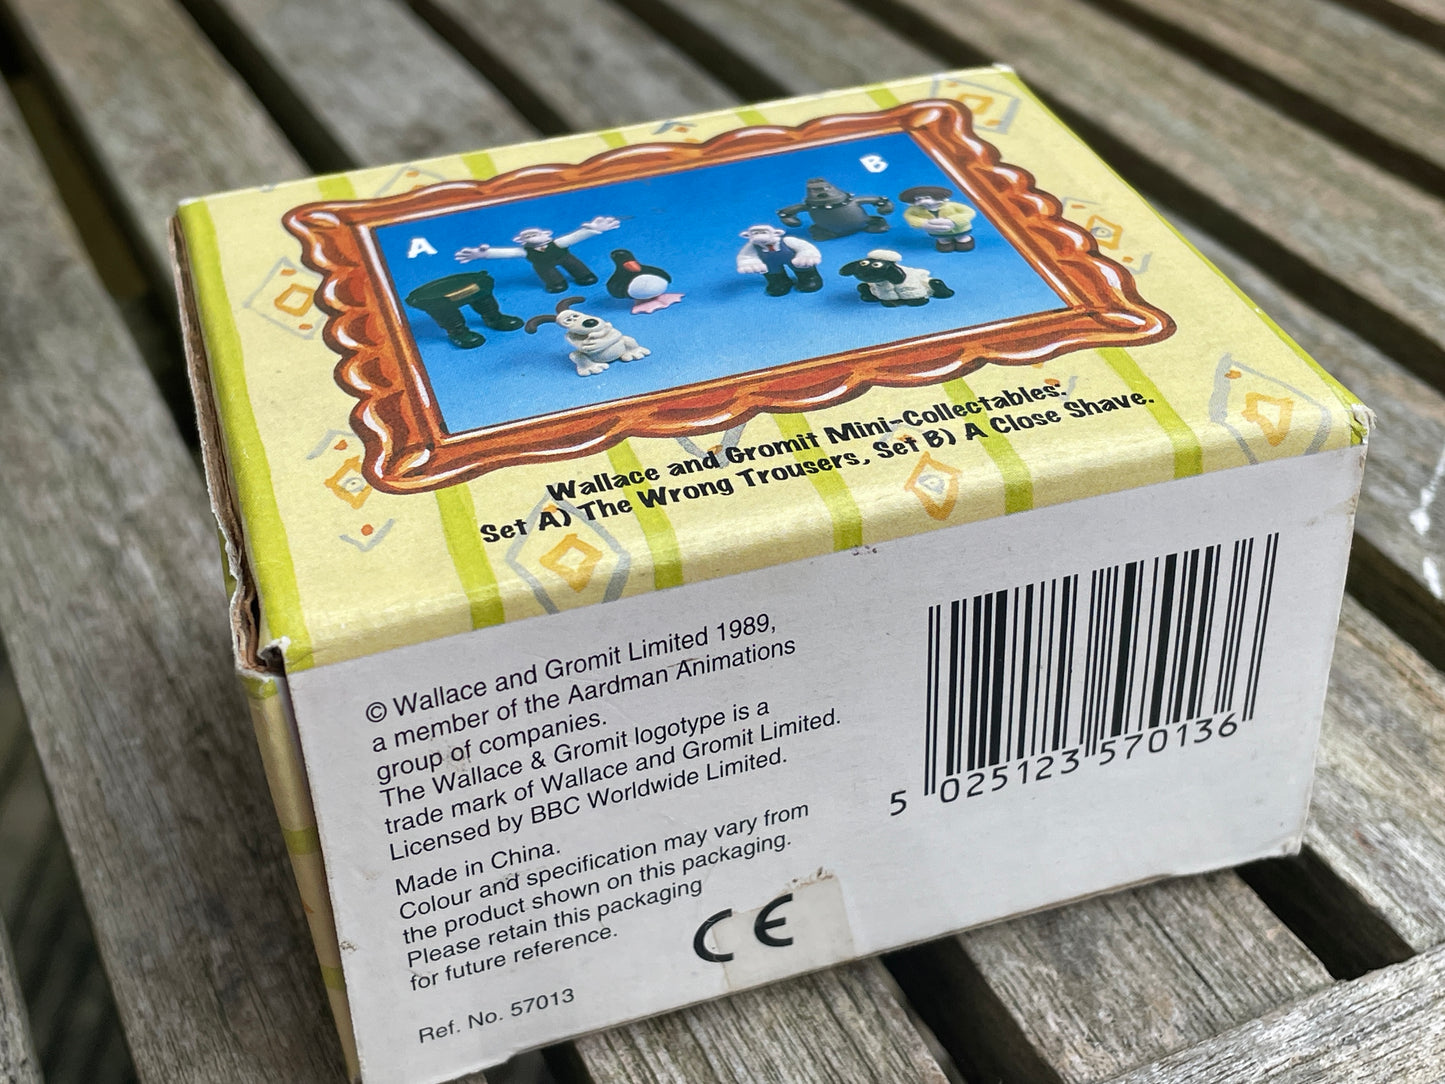 A
B
Wallace and Gromit Mini-Collectables.
Set A) The Wrong Trousers, Set B) A Close Shave.
© Wallace and Gromit Limited 1989,
a member of the Aardman Animations
group of companies.
The Wallace & Gromit logotype is a
trade mark of Wallace and Gromit Limited.
Licensed by BBC Worldwide Limited.
Made in China.
Colour and specification may vary from
the product shown on this packaging.
Please retain this packaging
for future reference.
Ref. No. 57013
CE
5 025123 570136